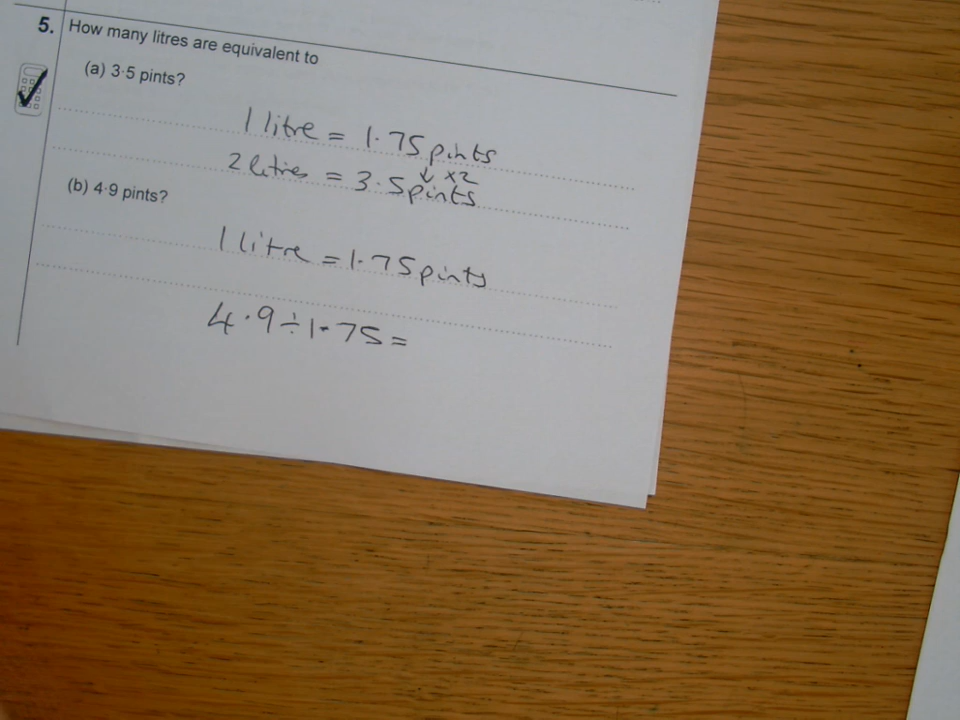 5. How many litres are equivalent to
(a) 3·5 pints?
1 litre = 1.75 pints
↓ ×2
2 litres = 3.5 pints
(b) 4·9 pints?
1 litre = 1.75 pints
4.9 ÷ 1.75 =